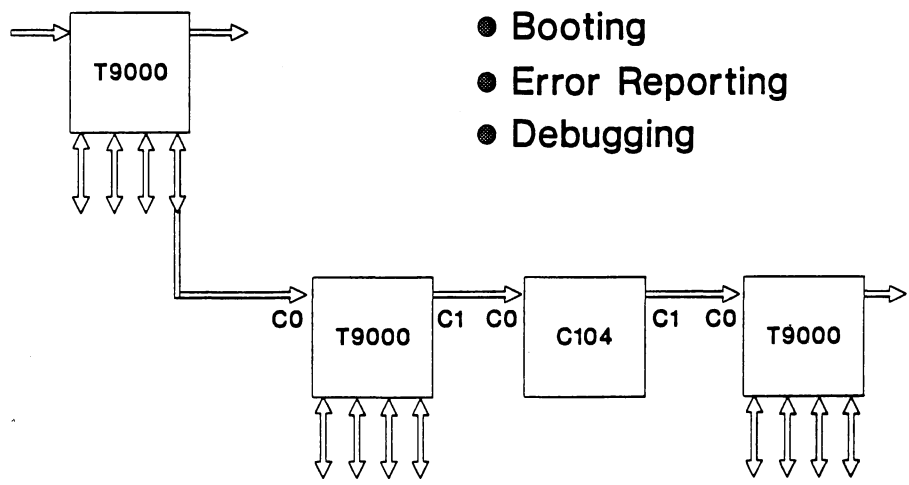 ● Booting
● Error Reporting
● Debugging
T9000
C0
T9000
C1 C0
C104
C1 C0
T9000